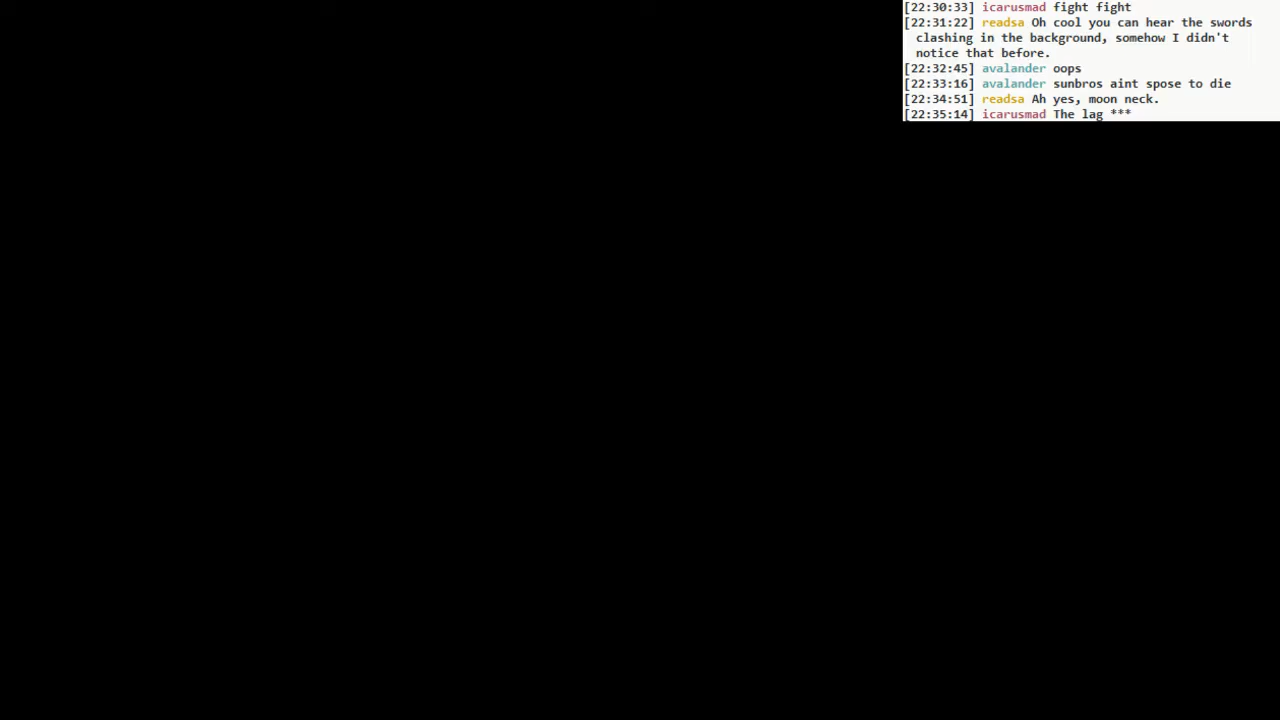 [22:30:33] icarusmad fight fight
[22:31:22] readsa Oh cool you can hear the swords
clashing in the background, somehow I didn't
notice that before.
[22:32:45] avalander oops
[22:33:16] avalander sunbros aint spose to die
[22:34:51] readsa Ah yes, moon neck.
[22:35:14] icarusmad The lag ***